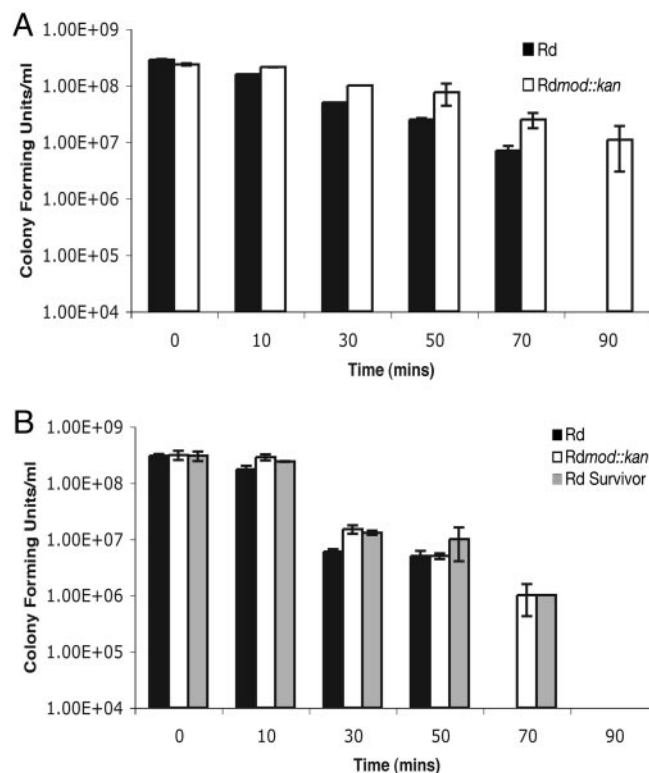 A
1.00E+09
1.00E+08
1.00E+07
1.00E+06
1.00E+05
1.00E+04
Colony Forming Units/ml
Rd
Rdmod::kan
0 10 30 50 70 90
Time (mins)
B
1.00E+09
1.00E+08
1.00E+07
1.00E+06
1.00E+05
1.00E+04
Colony Forming Units/ml
Rd
Rdmod::kan
Rd Survivor
0 10 30 50 70 90
Time (mins)